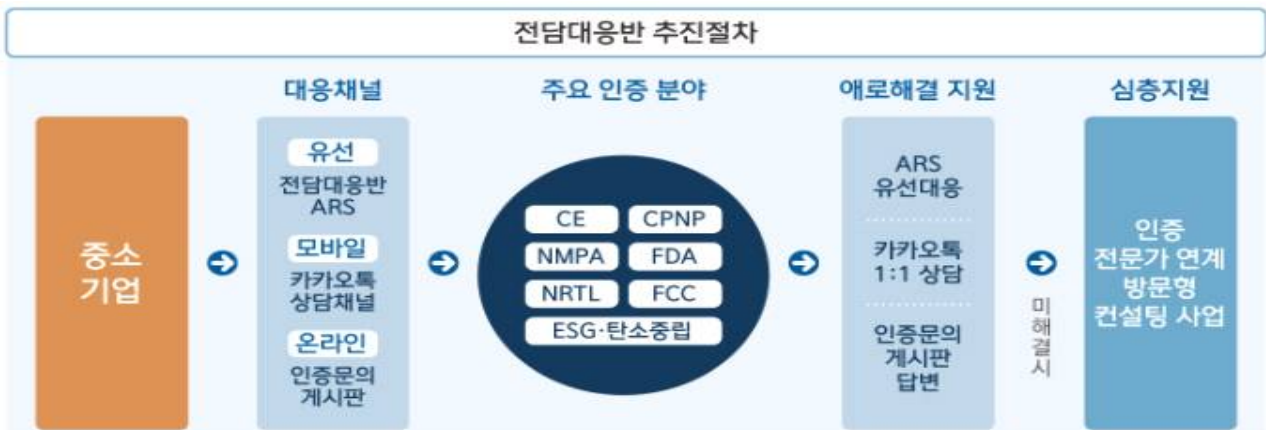 전담대응반 추진절차
대응채널
주요 인증 분야
애로해결 지원
심층지원
중소
기업
유선
전담대응반
ARS
모바일
카카오톡
상담채널
온라인
인증문의
게시판
CE
CPNP
NMPA
FDA
NRTL
FCC
ESG·탄소중립
ARS
유선대응
카카오톡
1:1 상담
인증문의
게시판
답변
미해결시
인증
전문가 연계
방문형
컨설팅 사업